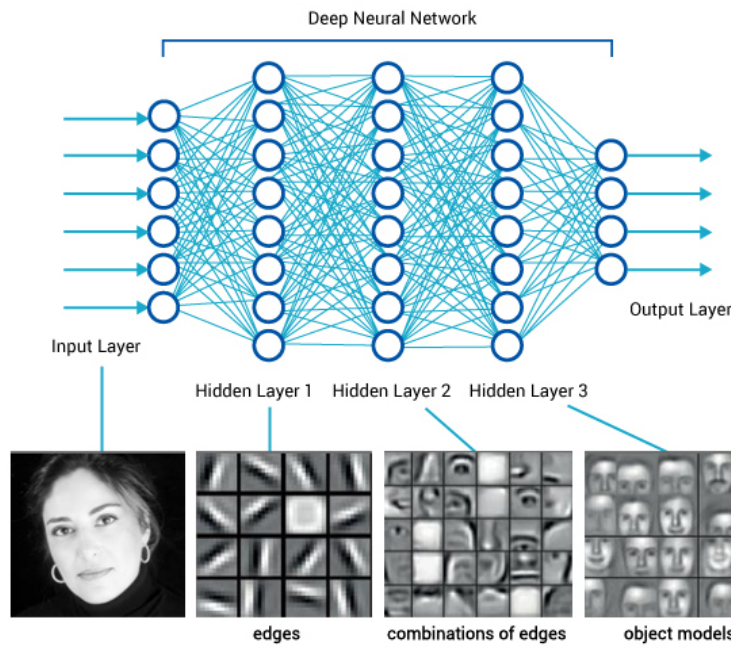 Deep Neural Network
Output Layer
Input Layer
Hidden Layer 1
Hidden Layer 2
Hidden Layer 3
edges
combinations of edges
object models